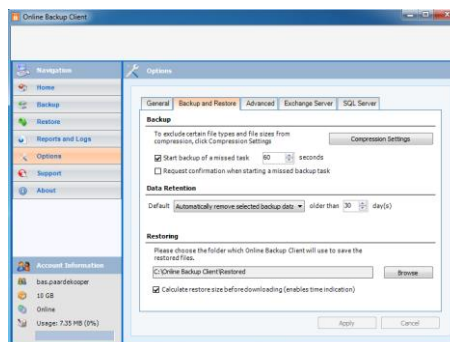 Online Backup Client
Navigation
Home
Backup
Restore
Reports and Logs
Options
Support
About
Account Information
bas.paardekooper
10 GB
Online
Usage: 7.35 MB (0%)
Options
General Backup and Restore Advanced Exchange Server SQL Server
Backup
To exclude certain file types and file sizes from
compression, click Compression Settings
Compression Settings
Start backup of a missed task 60 seconds
Request confirmation when starting a missed backup task
Data Retention
Default Automatically remove selected backup data older than 30 day(s)
Restoring
Please choose the folder which Online Backup Client will use to save the
restored files.
C:\Online Backup Client\Restored
Browse
Calculate restore size before downloading (enables time indication)
Apply Cancel